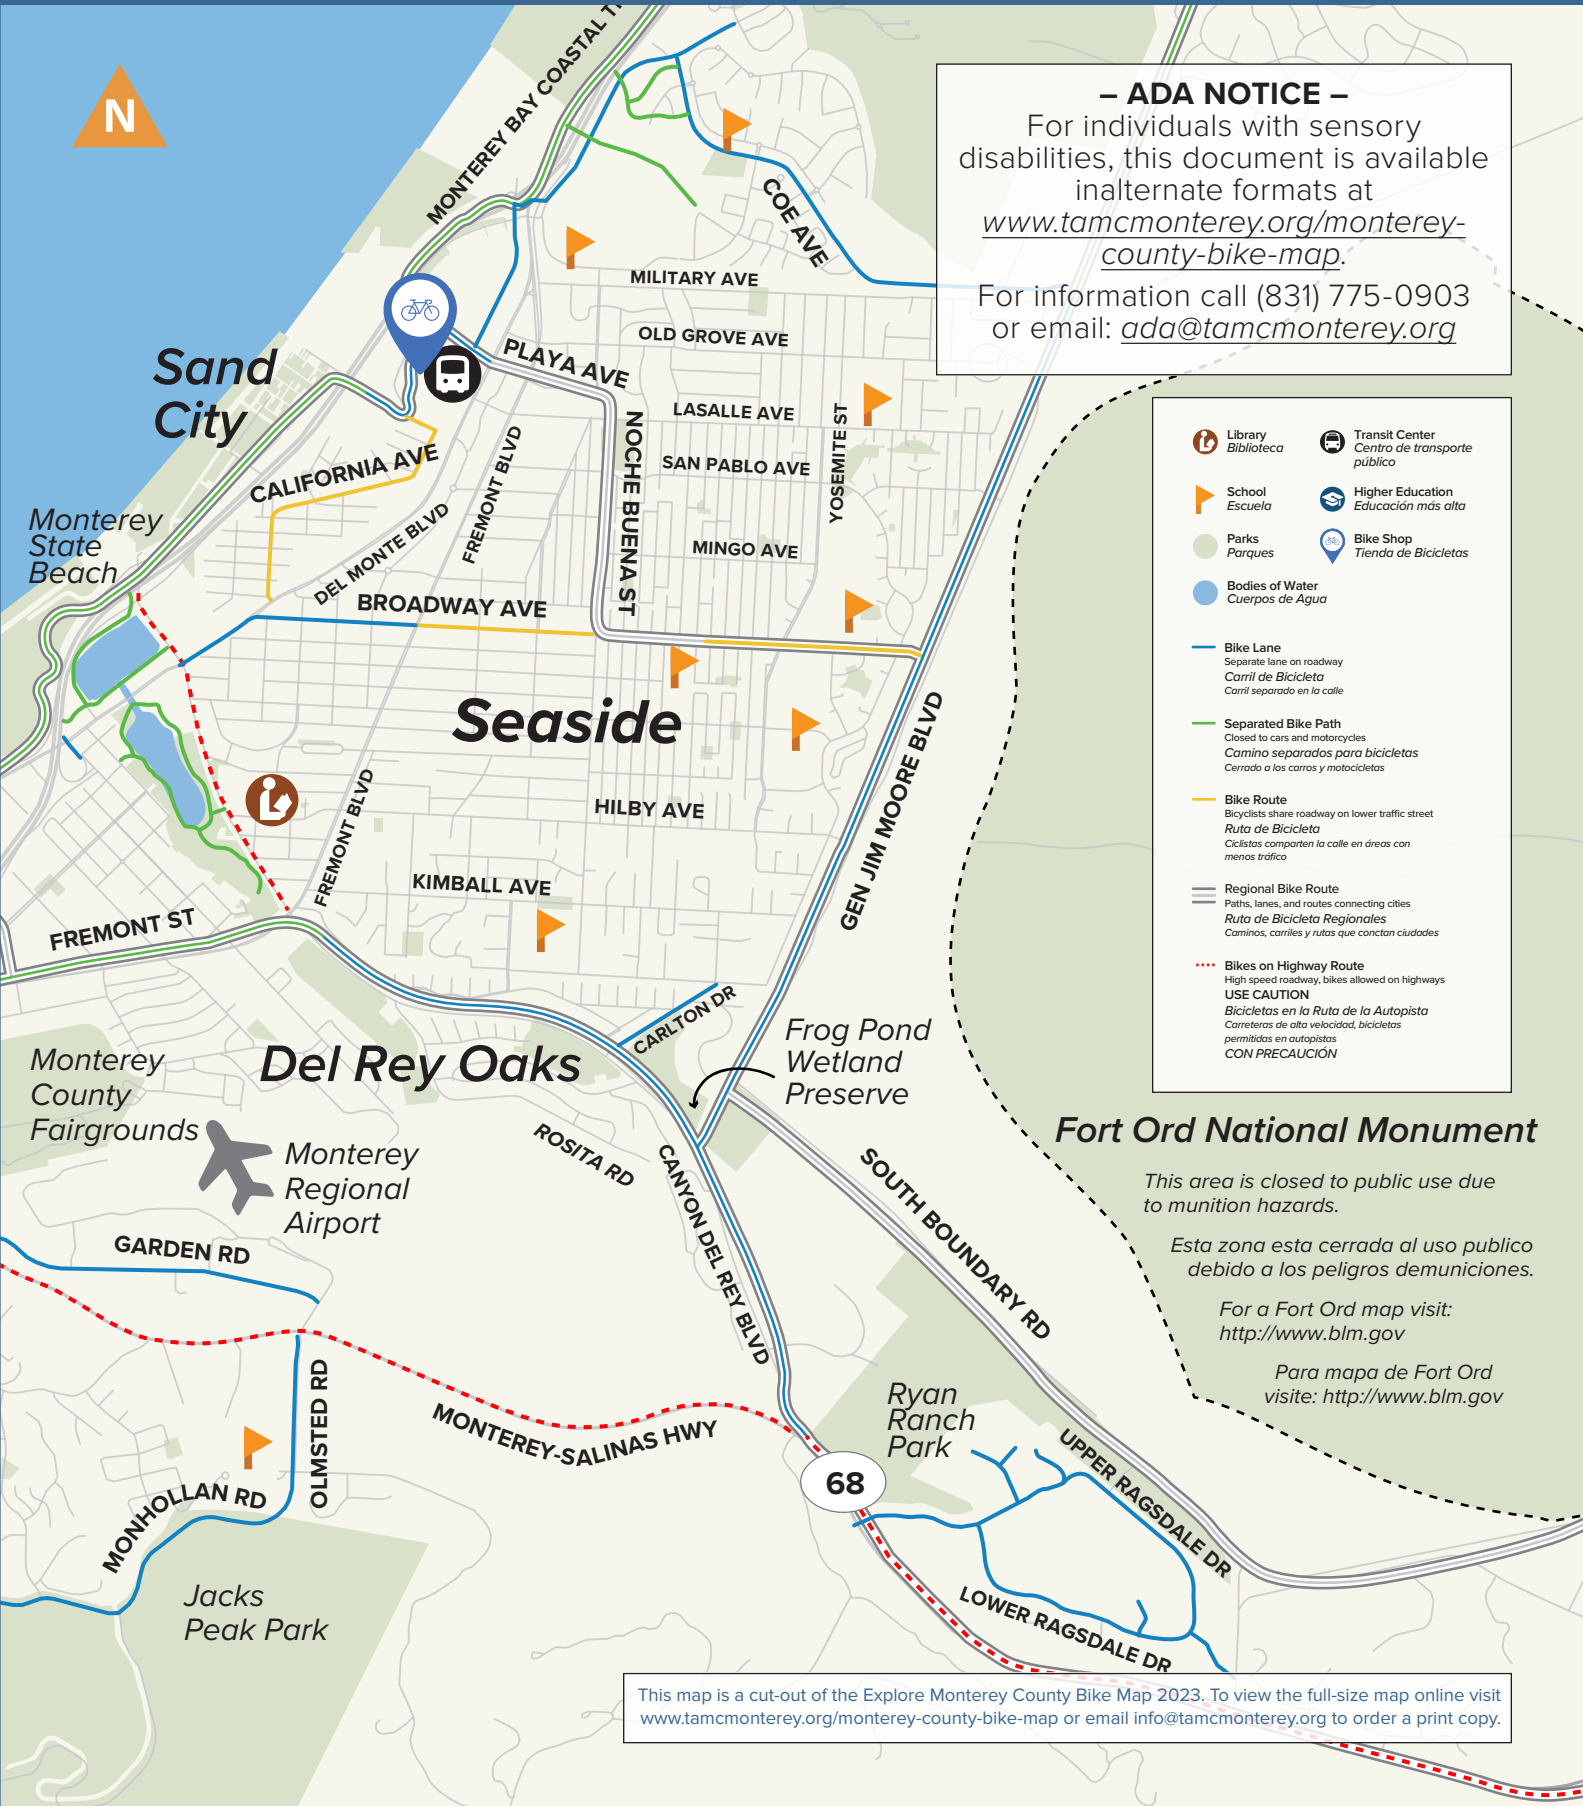 MONTEREY BAY COASTAL
N
– ADA NOTICE –
For individuals with sensory
disabilities, this document is available
inalternate formats at
www.tamcmonterey.org/monterey-
county-bike-map.
For information call (831) 775-0903
or email: ada@tamcmonterey.org
COE AVE
MILITARY AVE
OLD GROVE AVE
PLAYA AVE
LASALLE AVE
YOSEMITE ST
SAN PABLO AVE
NOCHE BUENA ST
MINGO AVE
Sand
City
CALIFORNIA AVE
FREMONT BLVD
DEL MONTE BLVD
Monterey
State
Beach
BROADWAY AVE
Seaside
GEN JIM MOORE BLVD
HILBY AVE
FREMONT BLVD
KIMBALL AVE
FREMONT ST
CARLTON DR
Frog Pond
Wetland
Preserve
Del Rey Oaks
Monterey
County
Fairgrounds
Monterey
Regional
Airport
ROSITA RD
CANYON DEL REY BLVD
SOUTH BOUNDARY RD
GARDEN RD
OLMSTED RD
MONTEREY-SALINAS HWY
68
Ryan
Ranch
Park
UPPER RAGSDALE DR
LOWER RAGSDALE DR
MONHOLLAN RD
Jacks
Peak Park
Library
Biblioteca
Transit Center
Centro de transporte
público
School
Escuela
Higher Education
Educación más alta
Parks
Parques
Bike Shop
Tienda de Bicicletas
Bodies of Water
Cuerpos de Agua
Bike Lane
Separate lane on roadway
Carril de Bicicleta
Carril separado en la calle
Separated Bike Path
Closed to cars and motorcycles
Camino separados para bicicletas
Cerrado a los carros y motocicletas
Bike Route
Bicyclists share roadway on lower traffic street
Ruta de Bicicleta
Ciclistas comparten la calle en áreas con
menos tráfico
Regional Bike Route
Paths, lanes, and routes connecting cities
Ruta de Bicicleta Regionales
Caminos, carriles y rutas que conctan ciudades
Bikes on Highway Route
High speed roadway, bikes allowed on highways
USE CAUTION
Bicicletas en la Ruta de la Autopista
Carreteras de alta velocidad, bicicletas
permitidas en autopistas
CON PRECAUCIÓN
Fort Ord National Monument
This area is closed to public use due
to munition hazards.
Esta zona esta cerrada al uso publico
debido a los peligros demuniciones.
For a Fort Ord map visit:
http://www.blm.gov
Para mapa de Fort Ord
visite: http://www.blm.gov
This map is a cut-out of the Explore Monterey County Bike Map 2023. To view the full-size map online visit
www.tamcmonterey.org/monterey-county-bike-map or email info@tamcmonterey.org to order a print copy.